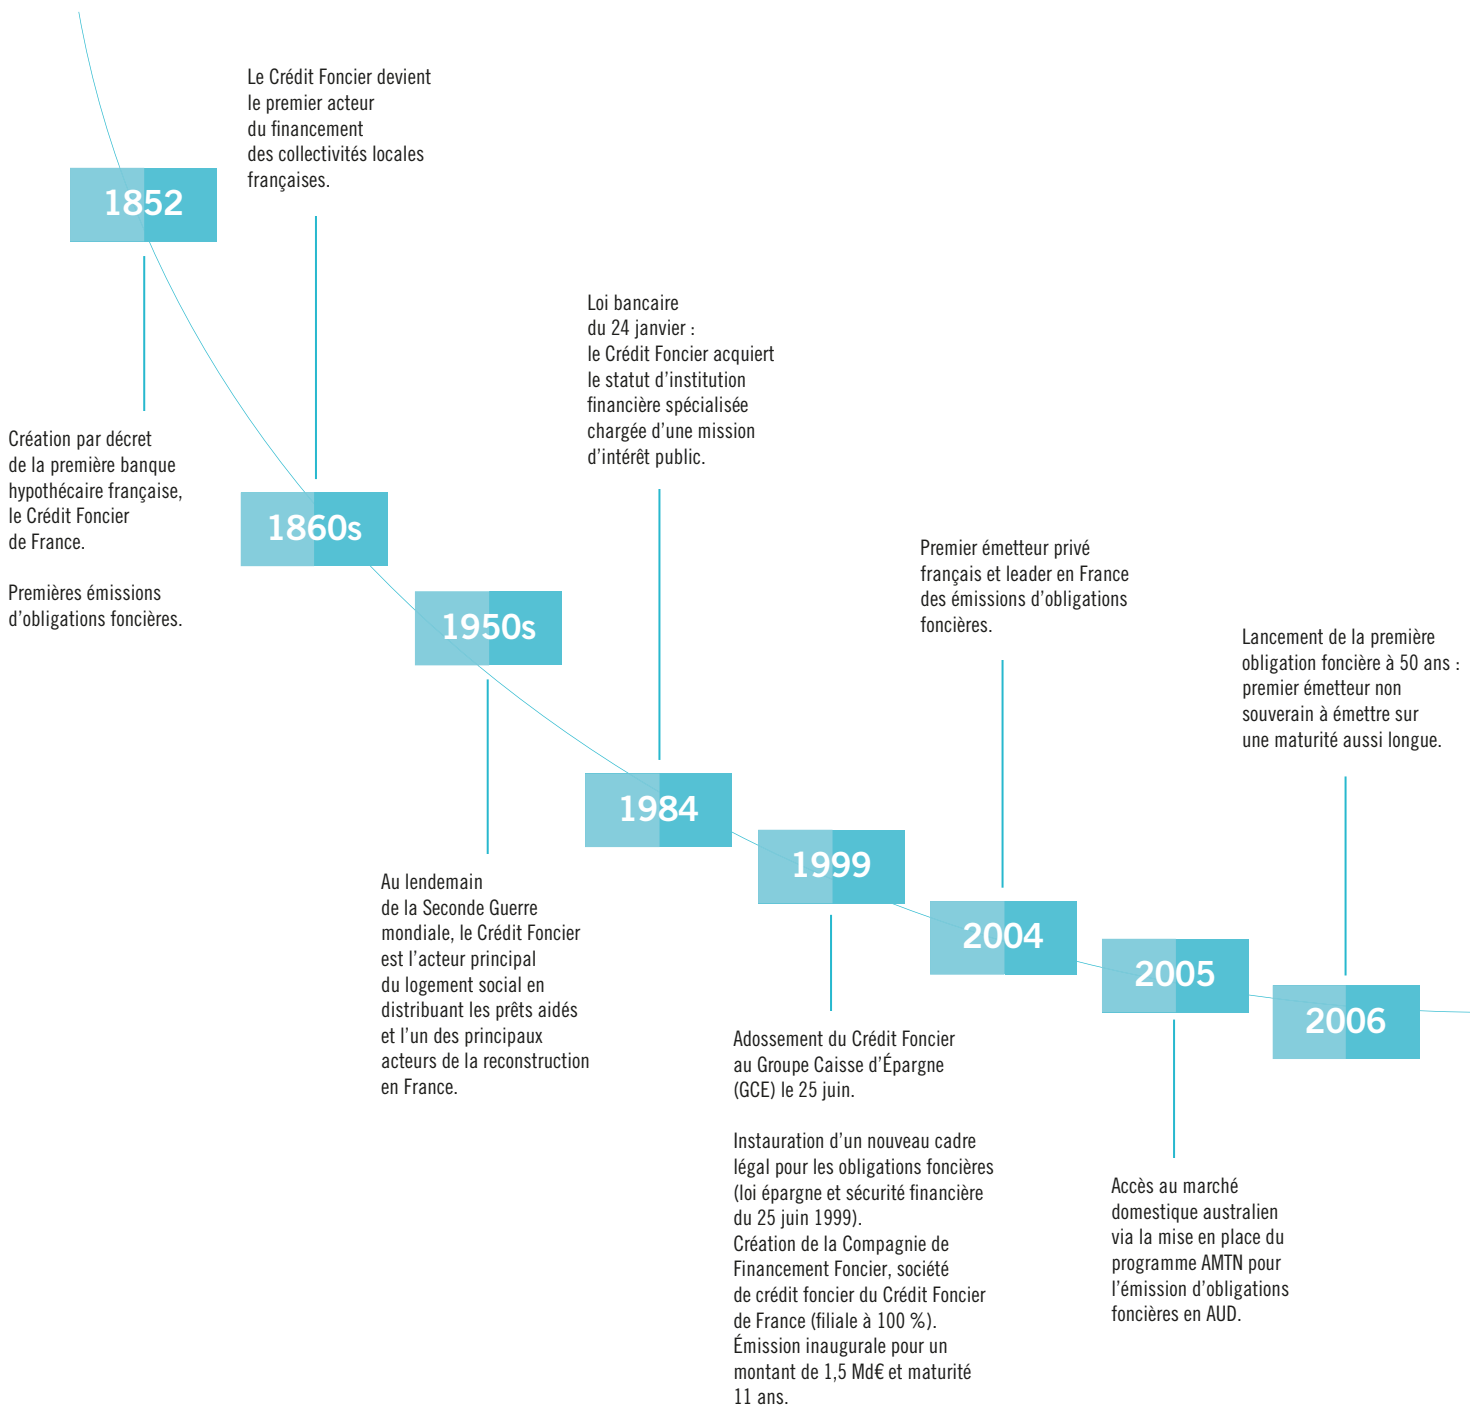 1852
Création par décret
de la première banque
hypothécaire française,
le Crédit Foncier
de France.
Premières émissions
d’obligations foncières.
Le Crédit Foncier devient
le premier acteur
du financement
des collectivités locales
françaises.
1860s
1950s
Au lendemain
de la Seconde Guerre
mondiale, le Crédit Foncier
est l’acteur principal
du logement social en
distribuant les prêts aidés
et l’un des principaux
acteurs de la reconstruction
en France.
Loi bancaire
du 24 janvier :
le Crédit Foncier acquiert
le statut d’institution
financière spécialisée
chargée d’une mission
d’intérêt public.
1984
1999
Adossement du Crédit Foncier
au Groupe Caisse d’Épargne
(GCE) le 25 juin.
Instauration d’un nouveau cadre
légal pour les obligations foncières
(loi épargne et sécurité financière
du 25 juin 1999).
Création de la Compagnie de
Financement Foncier, société
de crédit foncier du Crédit Foncier
de France (filiale à 100 %).
Émission inaugurale pour un
montant de 1,5 Md€ et maturité
11 ans.
Premier émetteur privé
français et leader en France
des émissions d’obligations
foncières.
2004
2005
Accès au marché
domestique australien
via la mise en place du
programme AMTN pour
l’émission d’obligations
foncières en AUD.
Lancement de la première
obligation foncière à 50 ans :
premier émetteur non
souverain à émettre sur
une maturité aussi longue.
2006